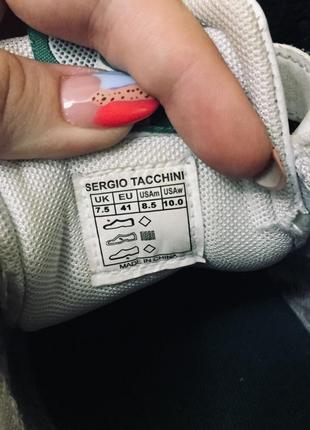 SERGIO TACCHINI
UK EU USAm USAw
7.5 41 8.5 10.0
MADE IN CHINA